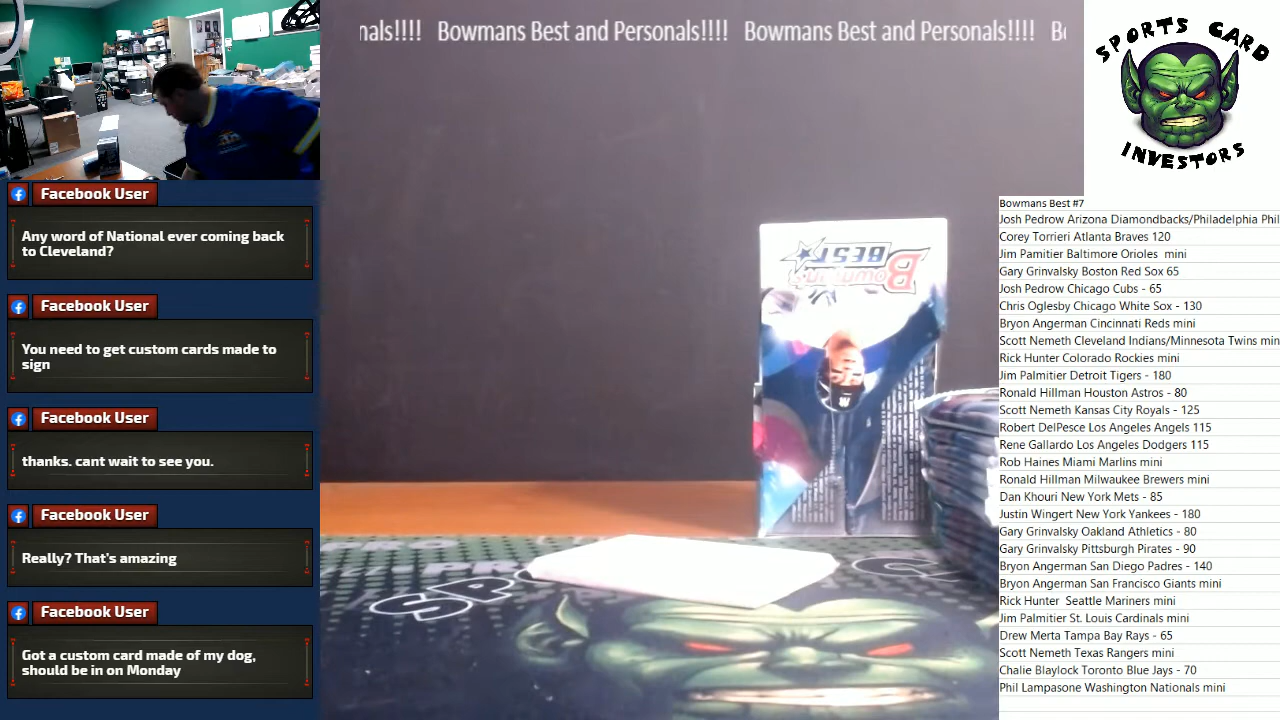 nals!!!! Bowmans Best and Personals!!!! Bowmans Best and Personals!!!!
SPORTS CARD
INVESTORS
Facebook User
Any word of National ever coming back
to Cleveland?
Facebook User
You need to get custom cards made to
sign
Facebook User
thanks. cant wait to see you.
Facebook User
Really? That's amazing
Facebook User
Got a custom card made of my dog,
should be in on Monday
BOWMAN'S
BEST
Bowmans Best #7
Josh Pedrow Arizona Diamondbacks/Philadelphia Phil
Corey Torrieri Atlanta Braves 120
Jim Pamitier Baltimore Orioles mini
Gary Grinvalsky Boston Red Sox 65
Josh Pedrow Chicago Cubs - 65
Chris Oglesby Chicago White Sox - 130
Bryon Angerman Cincinnati Reds mini
Scott Nemeth Cleveland Indians/Minnesota Twins min
Rick Hunter Colorado Rockies mini
Jim Palmitier Detroit Tigers - 180
Ronald Hillman Houston Astros - 80
Scott Nemeth Kansas City Royals - 125
Robert DelPesce Los Angeles Angels 115
Rene Gallardo Los Angeles Dodgers 115
Rob Haines Miami Marlins mini
Ronald Hillman Milwaukee Brewers mini
Dan Khouri New York Mets - 85
Justin Wingert New York Yankees - 180
Gary Grinvalsky Oakland Athletics - 80
Gary Grinvalsky Pittsburgh Pirates - 90
Bryon Angerman San Diego Padres - 140
Bryon Angerman San Francisco Giants mini
Rick Hunter Seattle Mariners mini
Jim Palmitier St. Louis Cardinals mini
Drew Merta Tampa Bay Rays - 65
Scott Nemeth Texas Rangers mini
Chalie Blaylock Toronto Blue Jays - 70
Phil Lampasone Washington Nationals mini